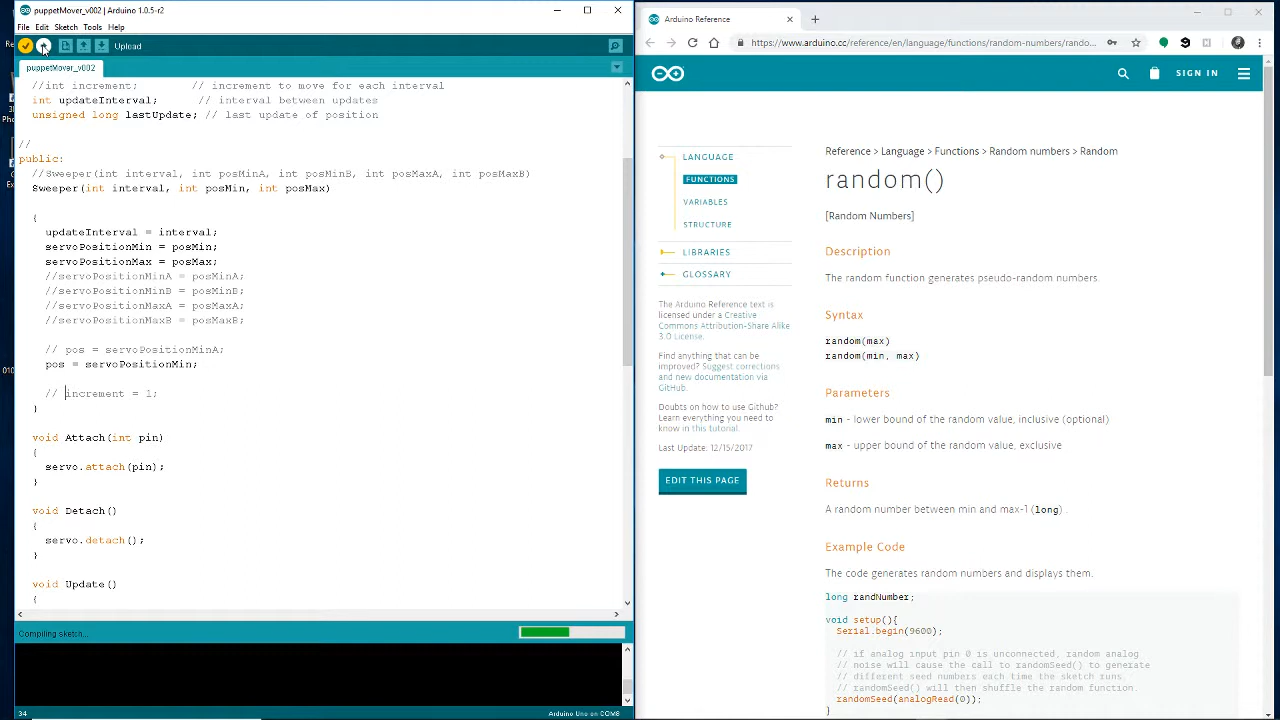 puppetMover_v002 | Arduino 1.0.5-r2
File Edit Sketch Tools Help
Upload
puppetMover_v002
//int increment; // increment to move for each interval
int updateInterval; // interval between updates
unsigned long lastUpdate; // last update of position
//
public:
//Sweeper(int interval, int posMinA, int posMinB, int posMaxA, int posMaxB)
Sweeper(int interval, int posMin, int posMax)
{
updateInterval = interval;
servoPositionMin = posMin;
servoPositionMax = posMax;
//servoPositionMinA = posMinA;
//servoPositionMinB = posMinB;
//servoPositionMaxA = posMaxA;
//servoPositionMaxB = posMaxB;
// pos = servoPositionMinA;
pos = servoPositionMin;
// increment = 1;
}
void Attach(int pin)
{
servo.attach(pin);
}
void Detach()
{
servo.detach();
}
void Update()
{
Compiling sketch...
34
Arduino Uno on COM8
Arduino Reference
https://www.arduino.cc/reference/en/language/functions/random-numbers/rando...
SIGN IN
LANGUAGE
FUNCTIONS
VARIABLES
STRUCTURE
LIBRARIES
GLOSSARY
The Arduino Reference text is
licensed under a Creative
Commons Attribution-Share Alike
3.0 License.
Find anything that can be
improved? Suggest corrections
and new documentation via
GitHub.
Doubts on how to use Github?
Learn everything you need to
know in this tutorial.
Last Update: 12/15/2017
EDIT THIS PAGE
Reference > Language > Functions > Random numbers > Random
random()
[Random Numbers]
Description
The random function generates pseudo-random numbers.
Syntax
random(max)
random(min, max)
Parameters
min - lower bound of the random value, inclusive (optional)
max - upper bound of the random value, exclusive
Returns
A random number between min and max-1 (long) .
Example Code
The code generates random numbers and displays them.
long randNumber;
void setup(){
Serial.begin(9600);
// if analog input pin 0 is unconnected, random analog
// noise will cause the call to randomSeed() to generate
// different seed numbers each time the sketch runs.
// randomSeed() will then shuffle the random function.
randomSeed(analogRead(0));
}